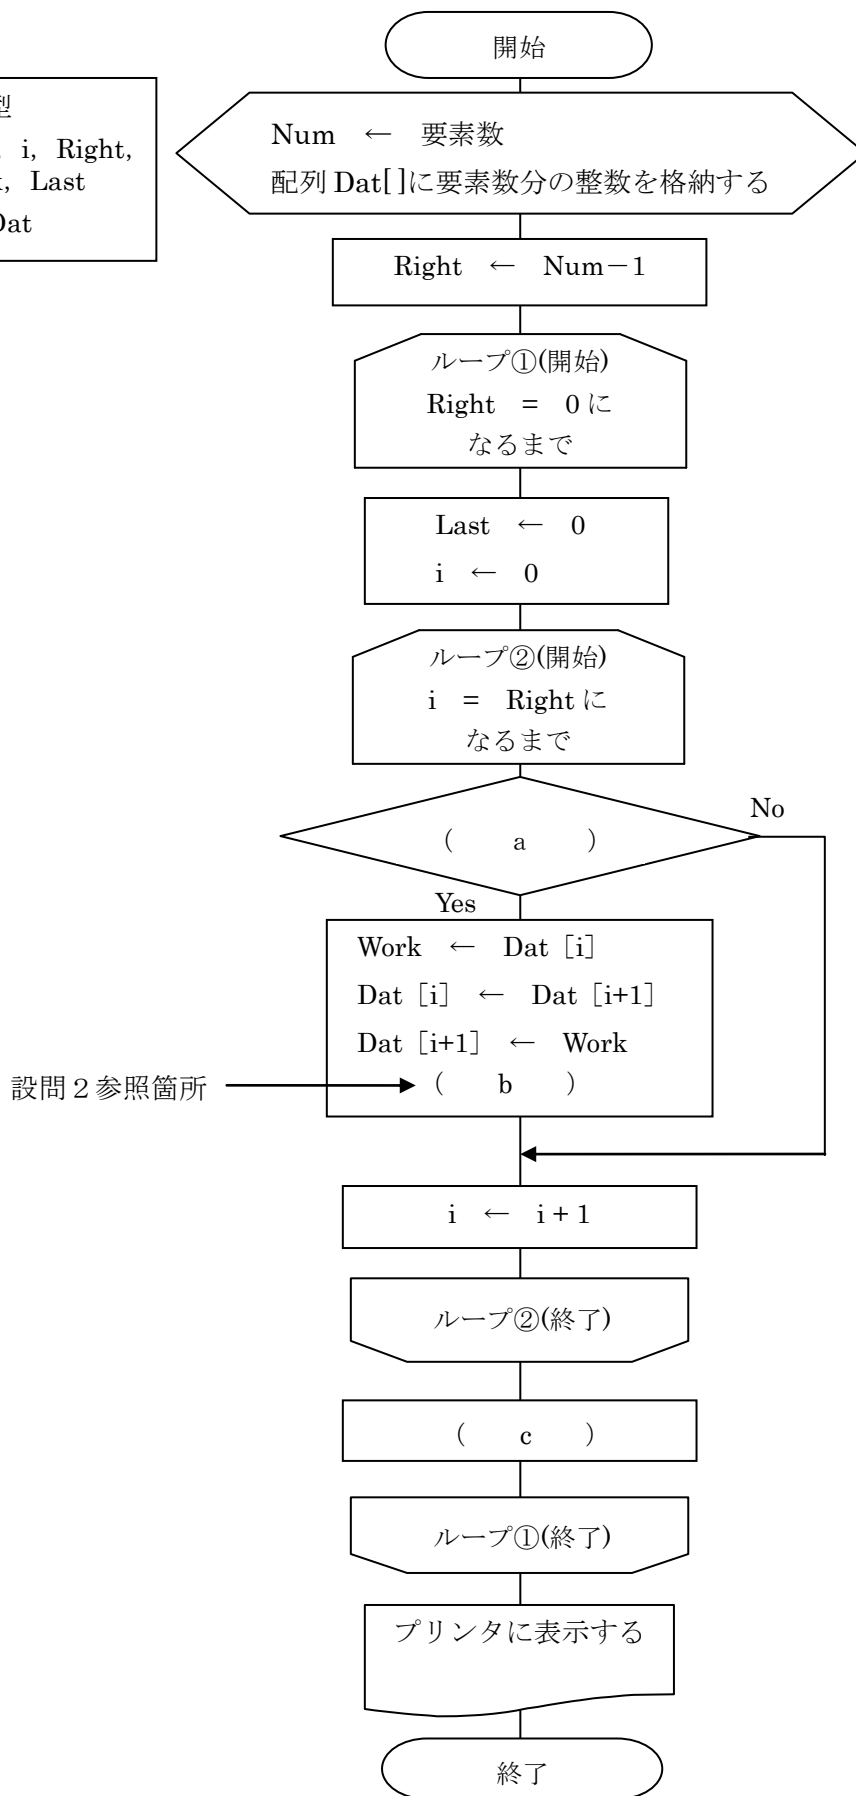 開始
型
i, Right,
, Last
Dat
Num ← 要素数
配列 Dat[ ]に要素数分の整数を格納する
Right ← Num－1
ループ①(開始)
Right = 0 に
なるまで
Last ← 0
i ← 0
ループ②(開始)
i = Right に
なるまで
( a )
No
Yes
Work ← Dat［i］
Dat［i］ ← Dat［i+1］
Dat［i+1］ ← Work
( b )
設問２参照箇所
i ← i + 1
ループ②(終了)
( c )
ループ①(終了)
プリンタに表示する
終了